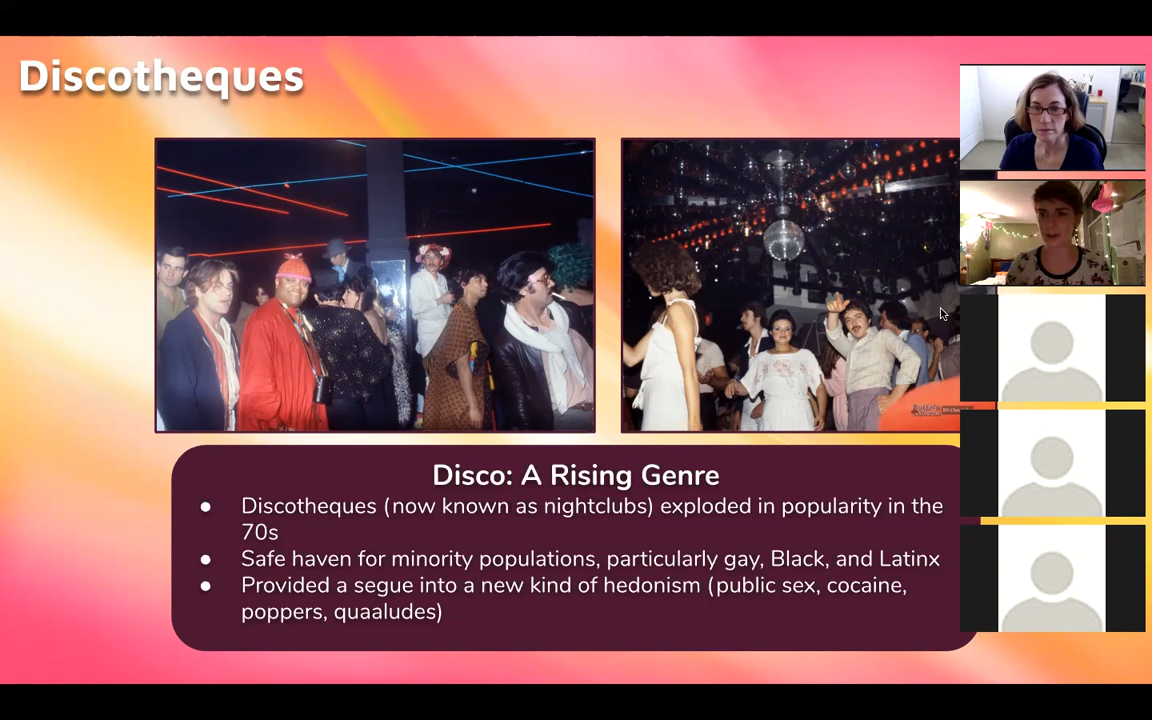 Discotheques
Disco: A Rising Genre
● Discotheques (now known as nightclubs) exploded in popularity in the
70s
● Safe haven for minority populations, particularly gay, Black, and Latinx
● Provided a segue into a new kind of hedonism (public sex, cocaine,
poppers, quaaludes)